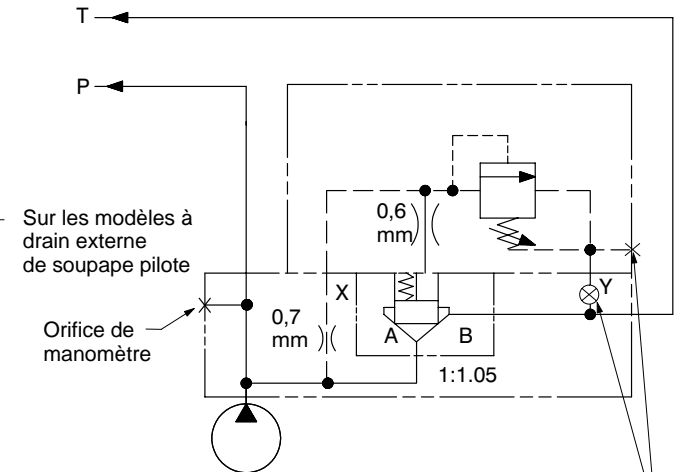 T
P
Sur les modèles à
drain externe
de soupape pilote
0,6
mm
X
Y
0,7
mm
A
B
Orifice de
manomètre
1:1.05